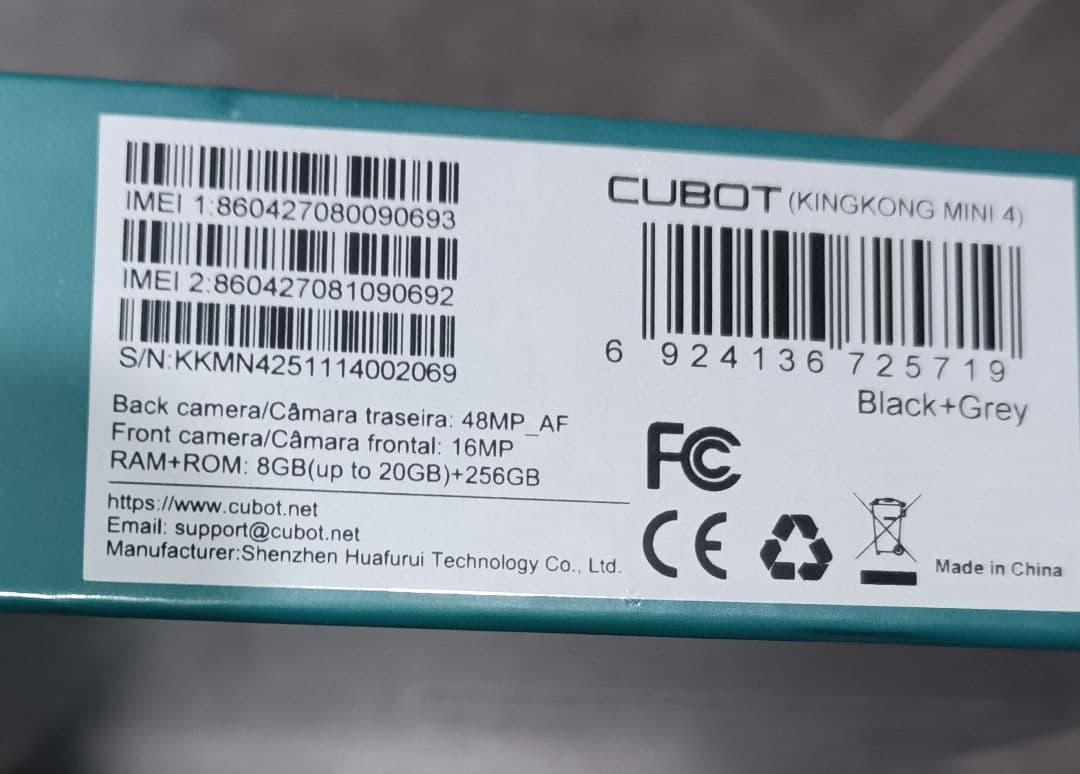 IMEI 1:860427080090693
IMEI 2:860427081090692
S/N:KKMN4251114002069
Back camera/Câmara traseira: 48MP_AF
Front camera/Câmara frontal: 16MP
RAM+ROM: 8GB(up to 20GB)+256GB
https://www.cubot.net
Email: support@cubot.net
Manufacturer:Shenzhen Huafurui Technology Co., Ltd.
CUBOT (KINGKONG MINI 4)
6 924136 725719
Black+Grey
FC
CE
Made in China